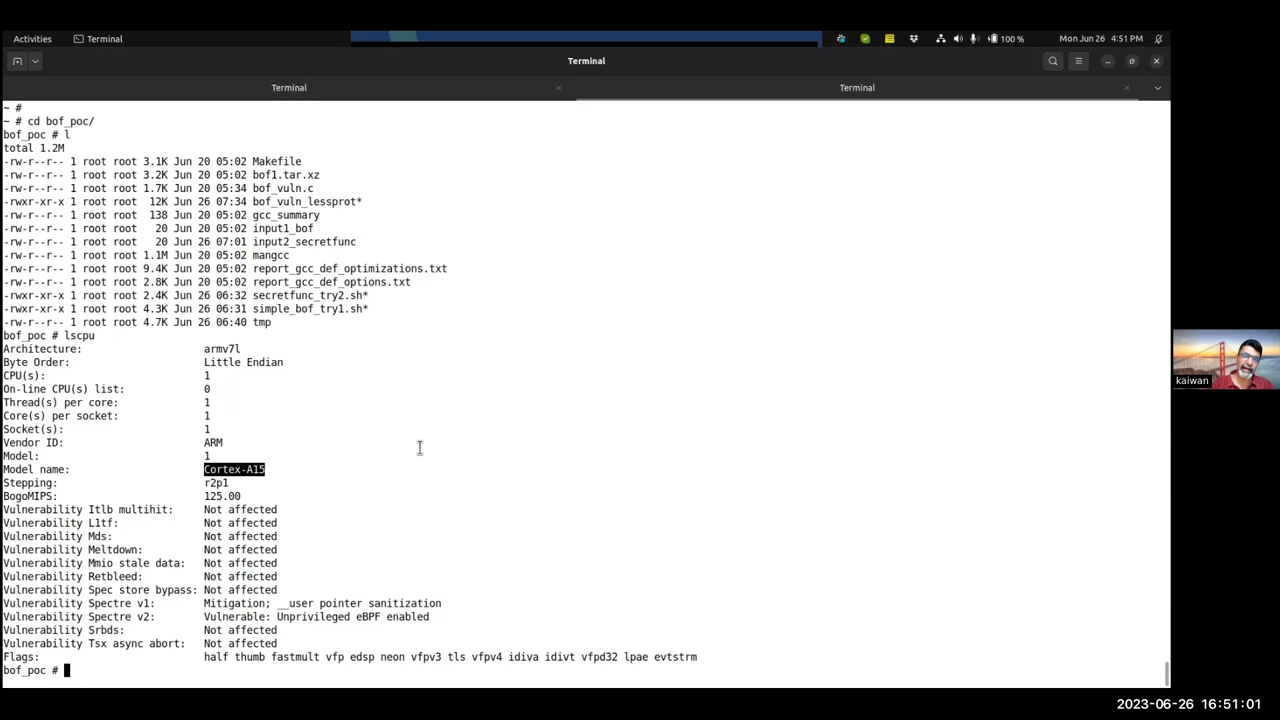 Activities Terminal 100 % Mon Jun 26 4:51 PM
Terminal
Terminal Terminal
~ #
~ # cd bof_poc/
bof_poc # l
total 1.2M
-rw-r--r-- 1 root root 3.1K Jun 20 05:02 Makefile
-rw-r--r-- 1 root root 3.2K Jun 20 05:02 bof1.tar.xz
-rw-r--r-- 1 root root 1.7K Jun 20 05:34 bof_vuln.c
-rwxr-xr-x 1 root root  12K Jun 26 07:34 bof_vuln_lessprot*
-rw-r--r-- 1 root root  138 Jun 20 05:02 gcc_summary
-rw-r--r-- 1 root root   20 Jun 20 05:02 input1_bof
-rw-r--r-- 1 root root   20 Jun 26 07:01 input2_secretfunc
-rw-r--r-- 1 root root 1.1M Jun 20 05:02 mangcc
-rw-r--r-- 1 root root 9.4K Jun 20 05:02 report_gcc_def_optimizations.txt
-rw-r--r-- 1 root root 2.8K Jun 20 05:02 report_gcc_def_options.txt
-rwxr-xr-x 1 root root 2.4K Jun 26 06:32 secretfunc_try2.sh*
-rwxr-xr-x 1 root root 4.3K Jun 26 06:31 simple_bof_try1.sh*
-rw-r--r-- 1 root root 4.7K Jun 26 06:40 tmp
bof_poc # lscpu
Architecture: armv7l
Byte Order: Little Endian
CPU(s): 1
On-line CPU(s) list: 0
Thread(s) per core: 1
Core(s) per socket: 1
Socket(s): 1
Vendor ID: ARM
Model: 1
Model name: Cortex-A15
Stepping: r2p1
BogoMIPS: 125.00
Vulnerability Itlb multihit: Not affected
Vulnerability L1tf: Not affected
Vulnerability Mds: Not affected
Vulnerability Meltdown: Not affected
Vulnerability Mmio stale data: Not affected
Vulnerability Retbleed: Not affected
Vulnerability Spec store bypass: Not affected
Vulnerability Spectre v1: Mitigation; __user pointer sanitization
Vulnerability Spectre v2: Vulnerable: Unprivileged eBPF enabled
Vulnerability Srbds: Not affected
Vulnerability Tsx async abort: Not affected
Flags: half thumb fastmult vfp edsp neon vfpv3 tls vfpv4 idiva idivt vfpd32 lpae evtstrm
bof_poc #
kaiwan
2023-06-26 16:51:01